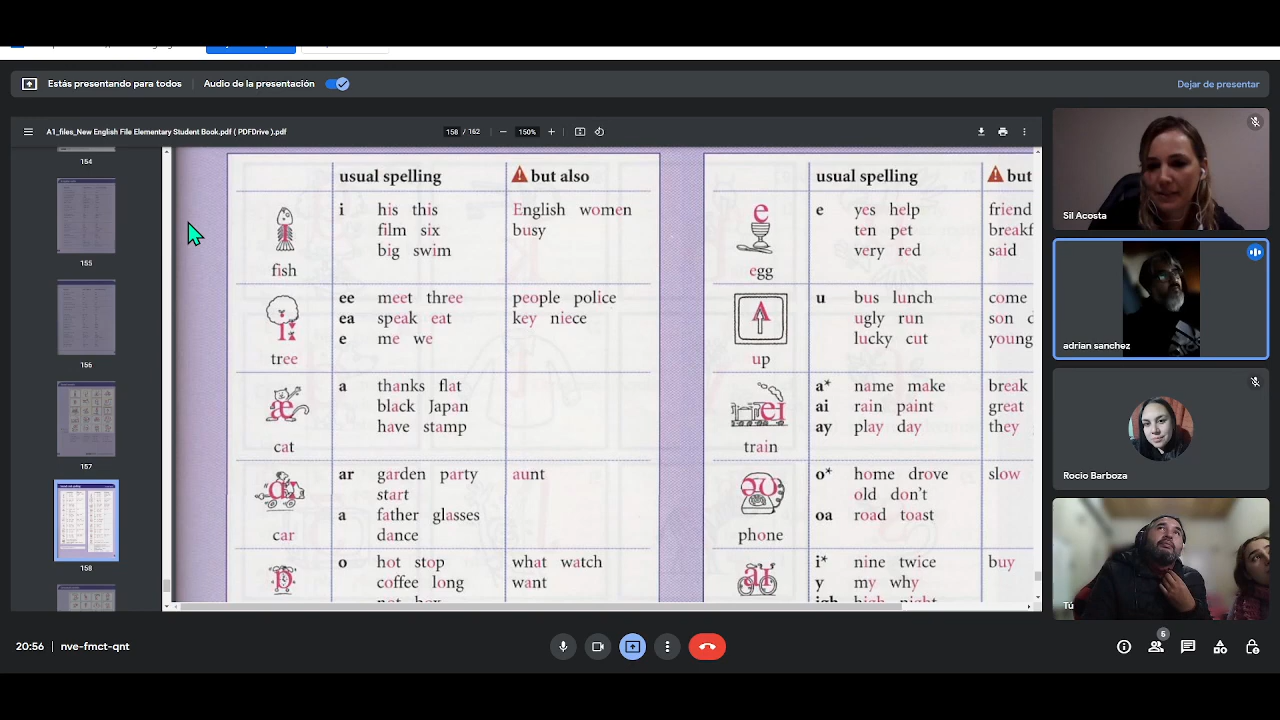 Estás presentando para todos
Audio de la presentación
Dejar de presentar
A1_files_New English File Elementary Student Book.pdf ( PDFDrive ).pdf
158 / 162
150%
154
155
156
157
158
usual spelling
but also
fish
i
his this
film six
big swim
English women
busy
tree
ee meet three
ea speak eat
e me we
people police
key niece
æ
cat
a
thanks flat
black Japan
have stamp
car
ar garden party
start
a father glasses
dance
aunt
o
hot stop
coffee long
what watch
want
usual spelling
but
e
egg
e
yes help
ten pet
very red
friend
breakf
said
ʌ
up
u
bus lunch
ugly run
lucky cut
come
son
young
eɪ
train
a* name make
ai rain paint
ay play day
break
great
they
əʊ
phone
o* home drove
old don't
oa road toast
slow
aɪ
i* nine twice
y my why
buy
Sil Acosta
adrian sanchez
Rocio Barboza
Tú
20:56 | nve-fmct-qnt
5